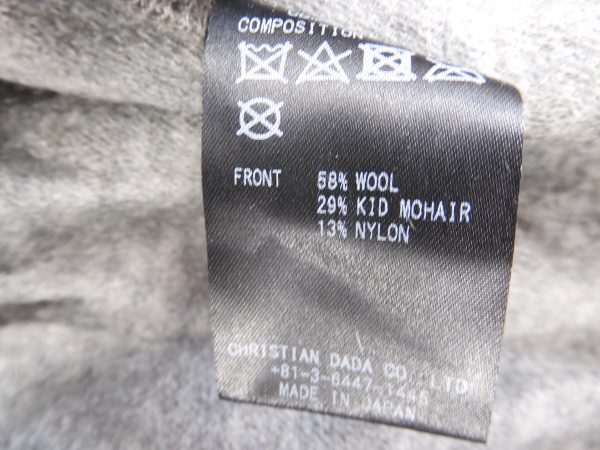 COMPOSITION
FRONT 58% WOOL
29% KID MOHAIR
13% NYLON
CHRISTIAN DADA CO.,LTD
MADE IN JAPAN